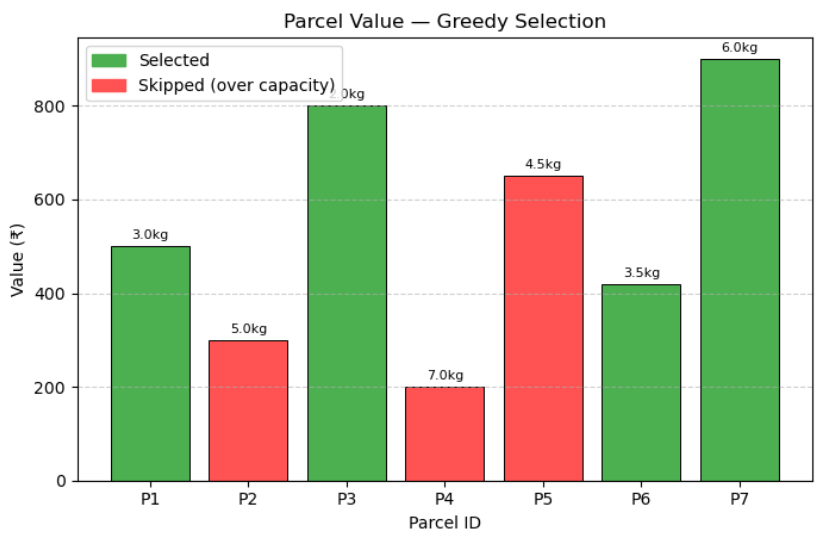 Parcel Value — Greedy Selection
Selected
Skipped (over capacity)
6.0kg
4.5kg
3.0kg
3.5kg
5.0kg
7.0kg
800
600
400
200
0
Value (₹)
P1 P2 P3 P4 P5 P6 P7
Parcel ID